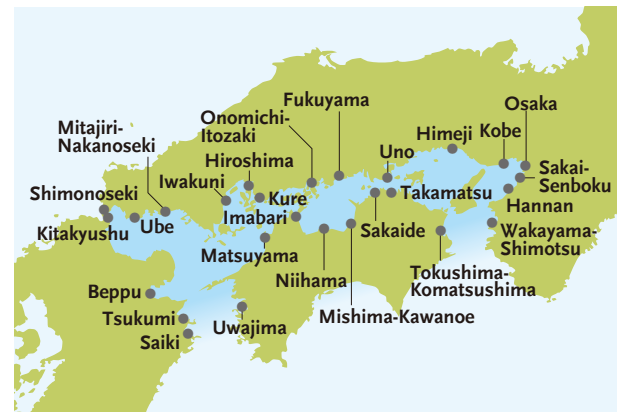 Fukuyama
Osaka
Onomichi-
Itozaki
Mitajiri-
Nakanoseki
Himeji
Kobe
Uno
Hiroshima
Sakai-
Senboku
Iwakuni
Shimonoseki
Kure
Takamatsu
Hannan
Imabari
Kitakyushu
Ube
Sakaide
Wakayama-
Shimotsu
Matsuyama
Niihama
Tokushima-
Komatsushima
Beppu
Tsukumi
Uwajima
Mishima-Kawanoe
Saiki